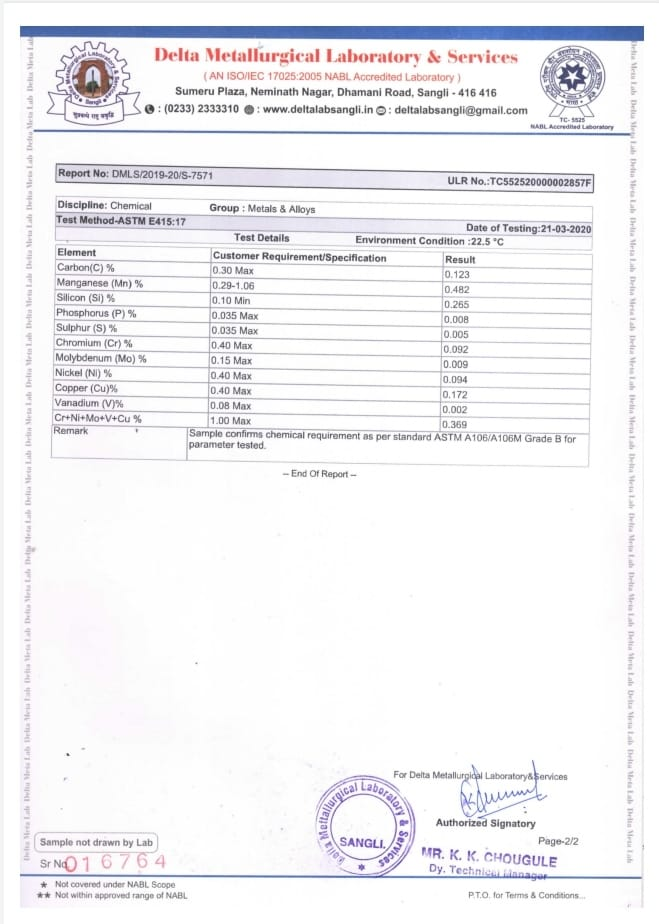 Delta Metallurgical Laboratory & Services
( AN ISO/IEC 17025:2005 NABL Accredited Laboratory )
Sumeru Plaza, Neminath Nagar, Dhamani Road, Sangli - 416 416
: (0233) 2333310 : www.deltalabsangli.in : deltalabsangli@gmail.com
TC- 5525
NABL Accredited Laboratory
Report No: DMLS/2019-20/S-7571 ULR No.:TC552520000002857F
Discipline: Chemical Group : Metals & Alloys
Test Method-ASTM E415:17 Date of Testing:21-03-2020
Test Details Environment Condition :22.5 °C
Element Customer Requirement/Specification Result
Carbon(C) % 0.30 Max 0.123
Manganese (Mn) % 0.29-1.06 0.482
Silicon (Si) % 0.10 Min 0.265
Phosphorus (P) % 0.035 Max 0.008
Sulphur (S) % 0.035 Max 0.005
Chromium (Cr) % 0.40 Max 0.092
Molybdenum (Mo) % 0.15 Max 0.009
Nickel (Ni) % 0.40 Max 0.094
Copper (Cu)% 0.40 Max 0.172
Vanadium (V)% 0.08 Max 0.002
Cr+Ni+Mo+V+Cu % 1.00 Max 0.369
Remark Sample confirms chemical requirement as per standard ASTM A106/A106M Grade B for
parameter tested.
-- End Of Report --
For Delta Metallurgical Laboratory&Services
Delta Mettallurgical Laboratory & Services
SANGLI.
Authorized Signatory
Page-2/2
MR. K. K. CHOUGULE
Dy. Technical Manager
Sample not drawn by Lab
Sr No 016764
* Not covered under NABL Scope
** Not within approved range of NABL
P.T.O. for Terms & Conditions...